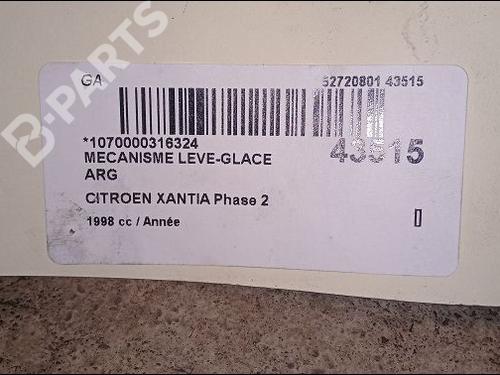 B-PARTS
GA 52720801 43515
*1070000316324 43515
MECANISME LEVE-GLACE
ARG
CITROEN XANTIA Phase 2
1998 cc / Année